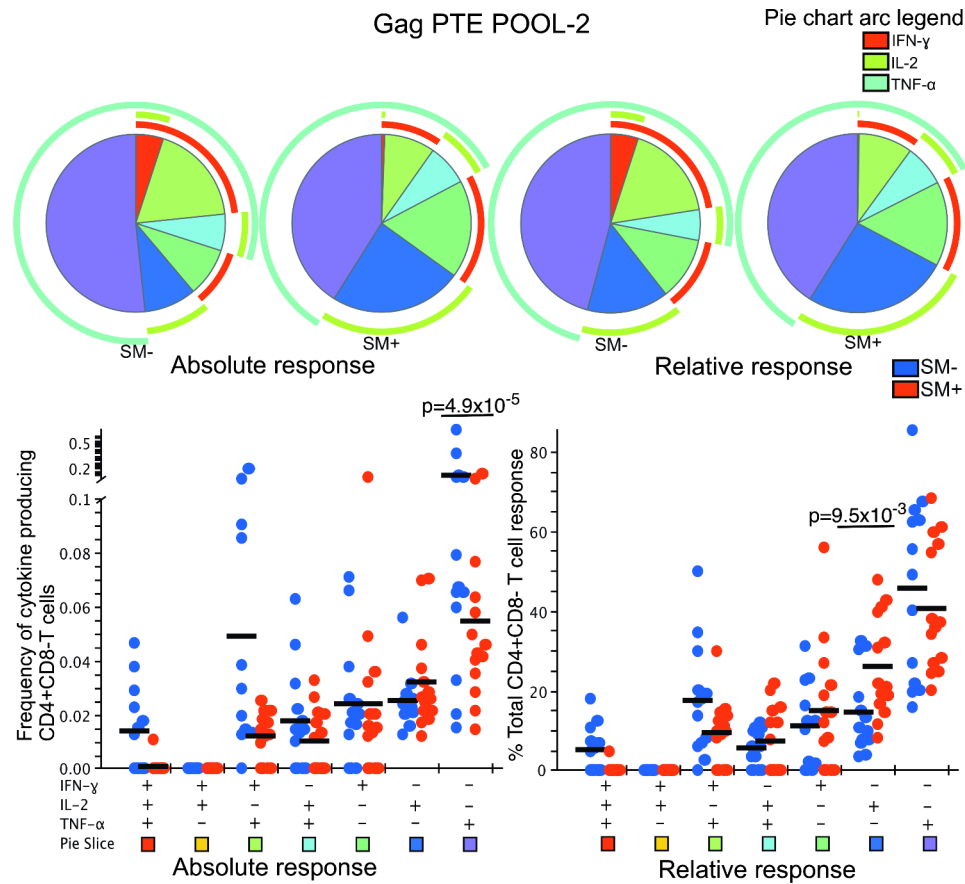 Gag PTE POOL-2
Pie chart arc legend
IFN-ɣ
IL-2
TNF-α
SM-
SM+
SM-
SM+
Absolute response
Relative response
SM-
SM+
p=4.9x10-5
p=9.5x10-3
Frequency of cytokine producing
CD4+CD8-T cells
0.5
0.2
0.1
0.08
0.06
0.04
0.02
0.00
% Total CD4+CD8- T cell response
80
60
40
20
0
IFN-ɣ + + + + - - - + + + - + - -
IL-2 + + - + - + - + + - + - + -
TNF-α + - + + - - + + - + + - - +
Pie Slice
Absolute response
Relative response